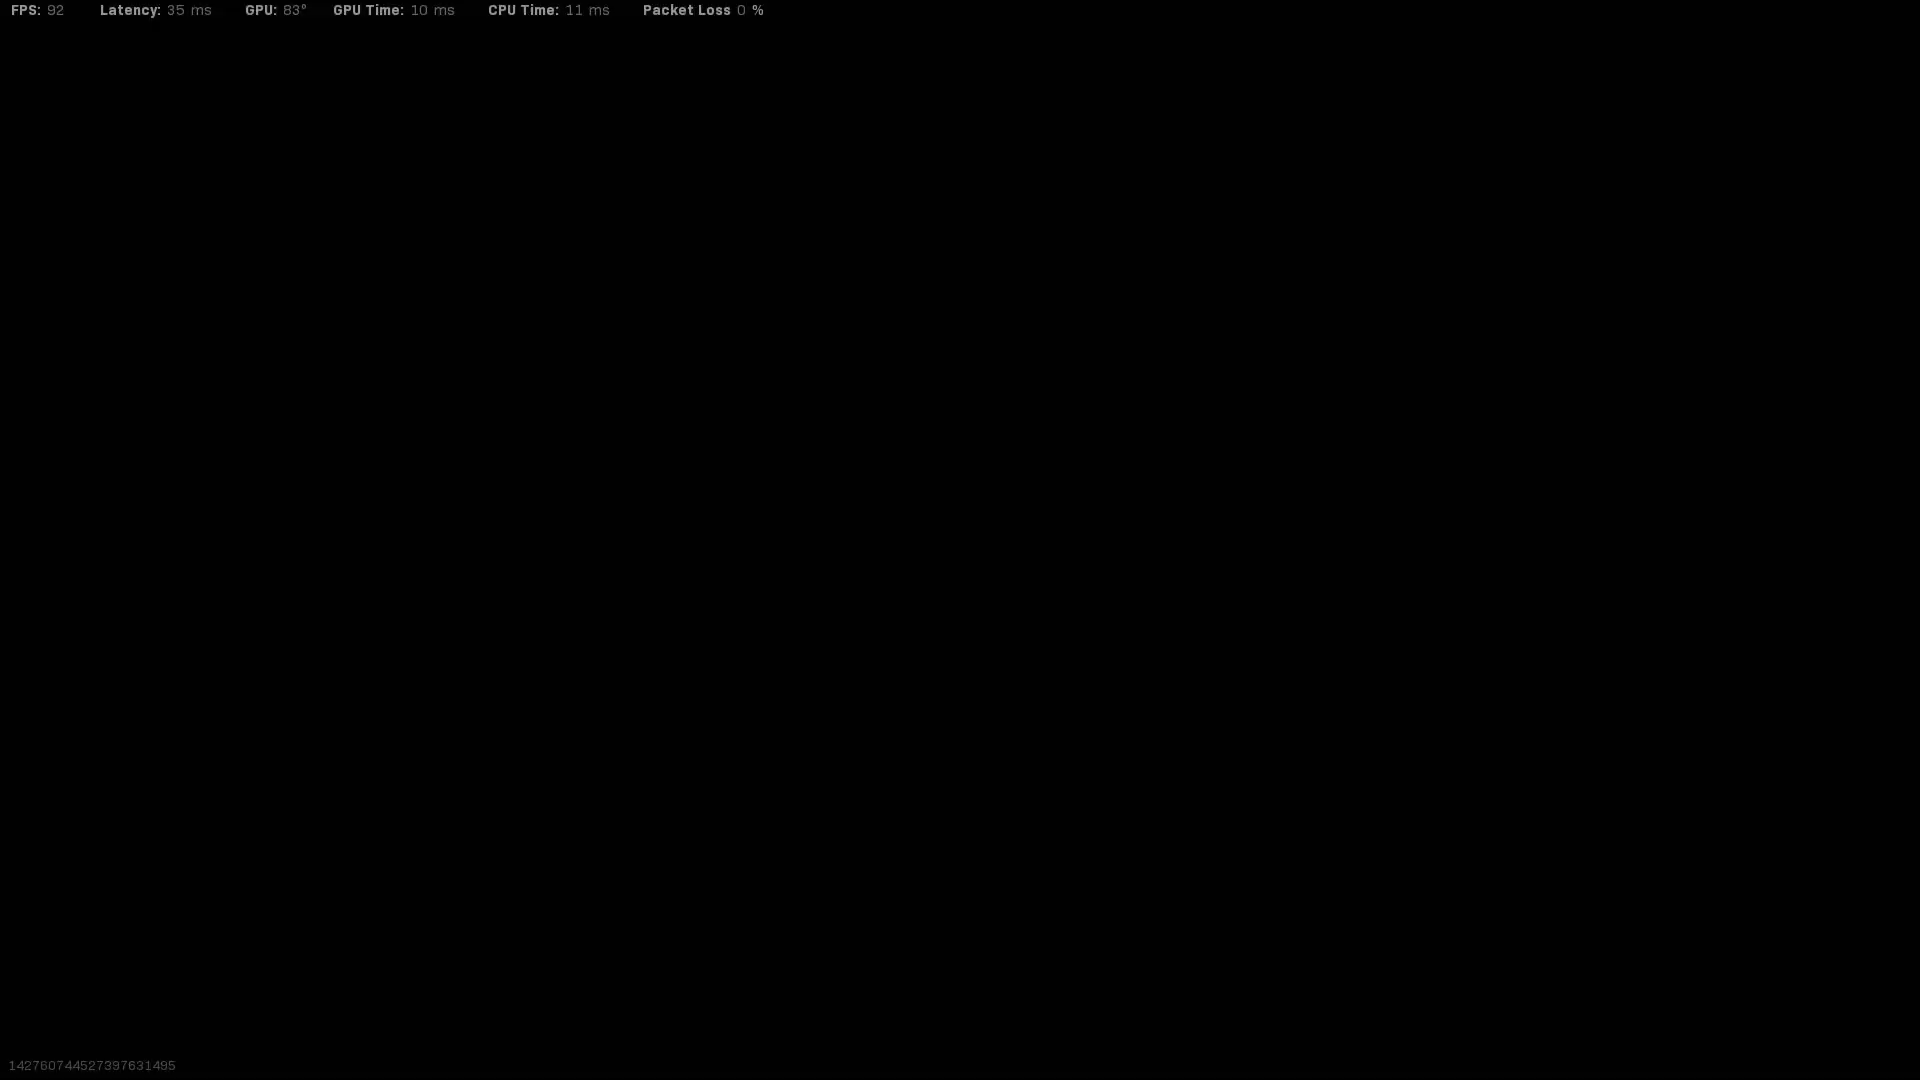 FPS: 92 Latency: 35 ms GPU: 83° GPU Time: 10 ms CPU Time: 11 ms Packet Loss 0 %
142760744527397631495